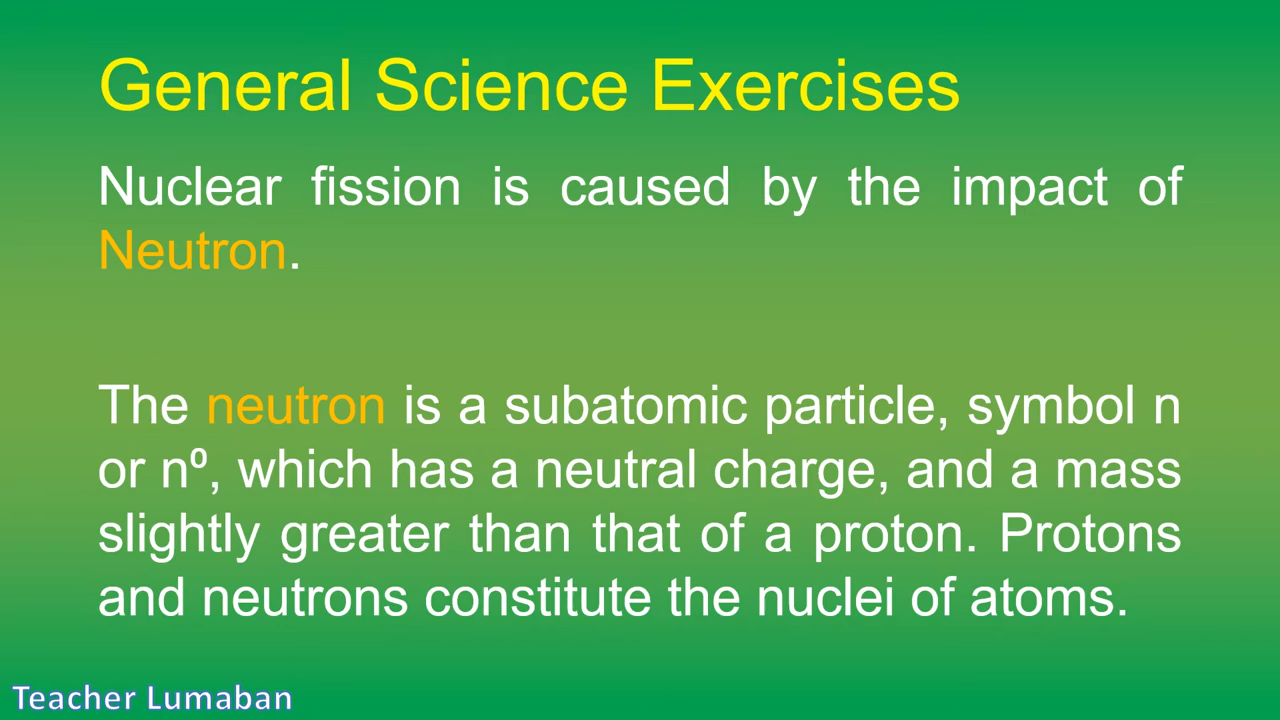 General Science Exercises
Nuclear fission is caused by the impact of
Neutron.
The neutron is a subatomic particle, symbol n
or nº, which has a neutral charge, and a mass
slightly greater than that of a proton. Protons
and neutrons constitute the nuclei of atoms.
Teacher Lumaban